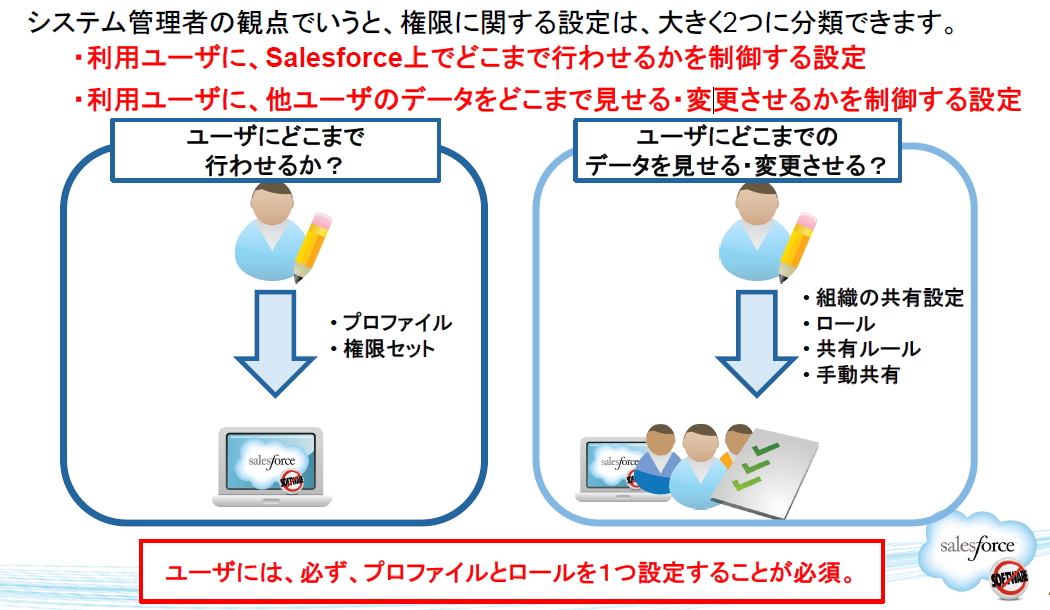 システム管理者の観点でいうと、権限に関する設定は、大きく2つに分類できます。
・利用ユーザに、Salesforce上でどこまで行わせるかを制御する設定
・利用ユーザに、他ユーザのデータをどこまで見せる・変更させるかを制御する設定
ユーザにどこまで
行わせるか？
・プロファイル
・権限セット
salesforce
SOFTWARE
ユーザにどこまでの
データを見せる・変更させる？
・組織の共有設定
・ロール
・共有ルール
・手動共有
salesforce
ユーザには、必ず、プロファイルとロールを１つ設定することが必須。
salesforce
SOFTWARE